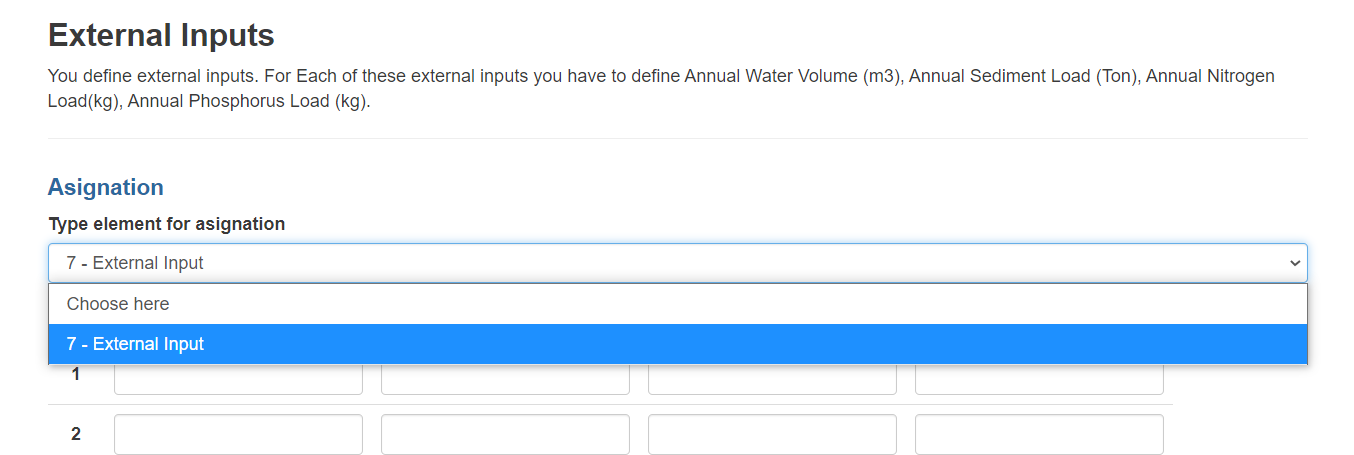 External Inputs
You define external inputs. For Each of these external inputs you have to define Annual Water Volume (m3), Annual Sediment Load (Ton), Annual Nitrogen
Load(kg), Annual Phosphorus Load (kg).
Asignation
Type element for asignation
7 - External Input
Choose here
7 - External Input
1
2